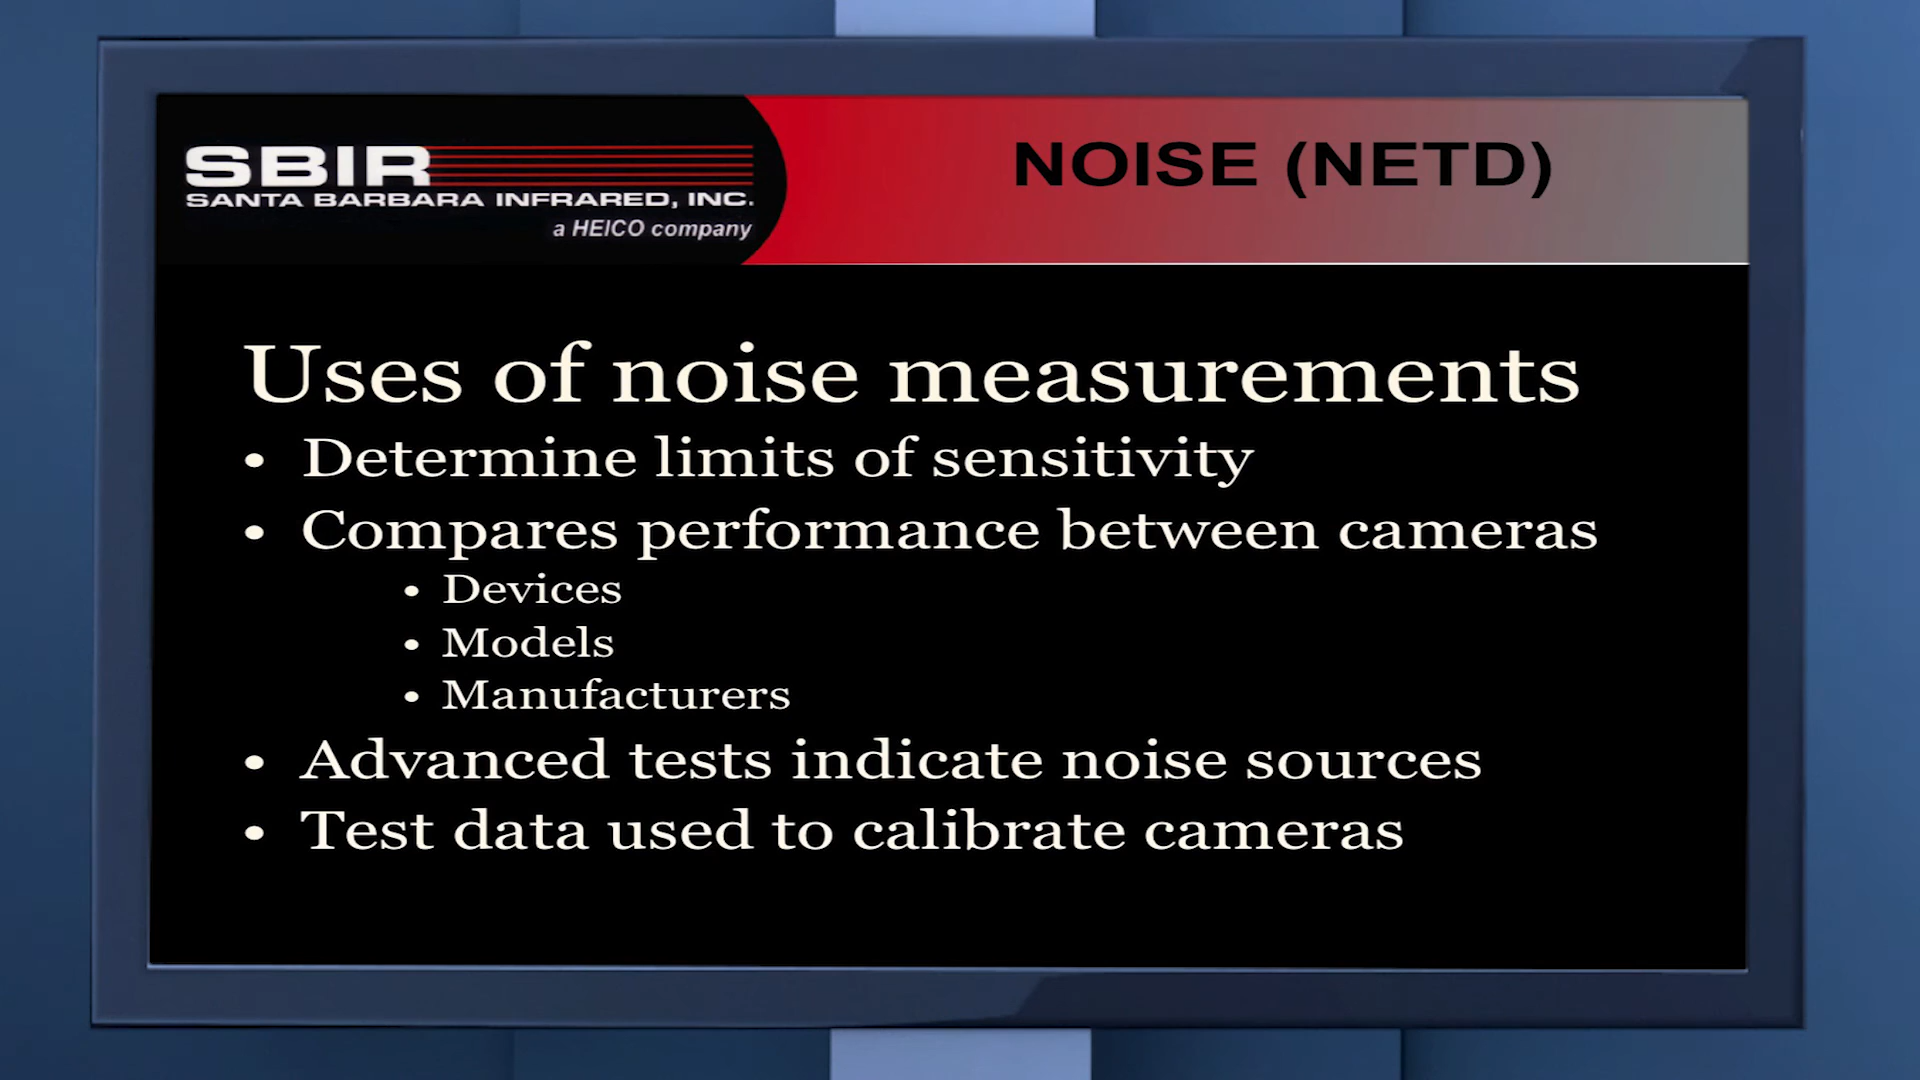 SBIR
SANTA BARBARA INFRARED, INC.
a HEICO company
NOISE (NETD)
Uses of noise measurements
• Determine limits of sensitivity
• Compares performance between cameras
• Devices
• Models
• Manufacturers
• Advanced tests indicate noise sources
• Test data used to calibrate cameras